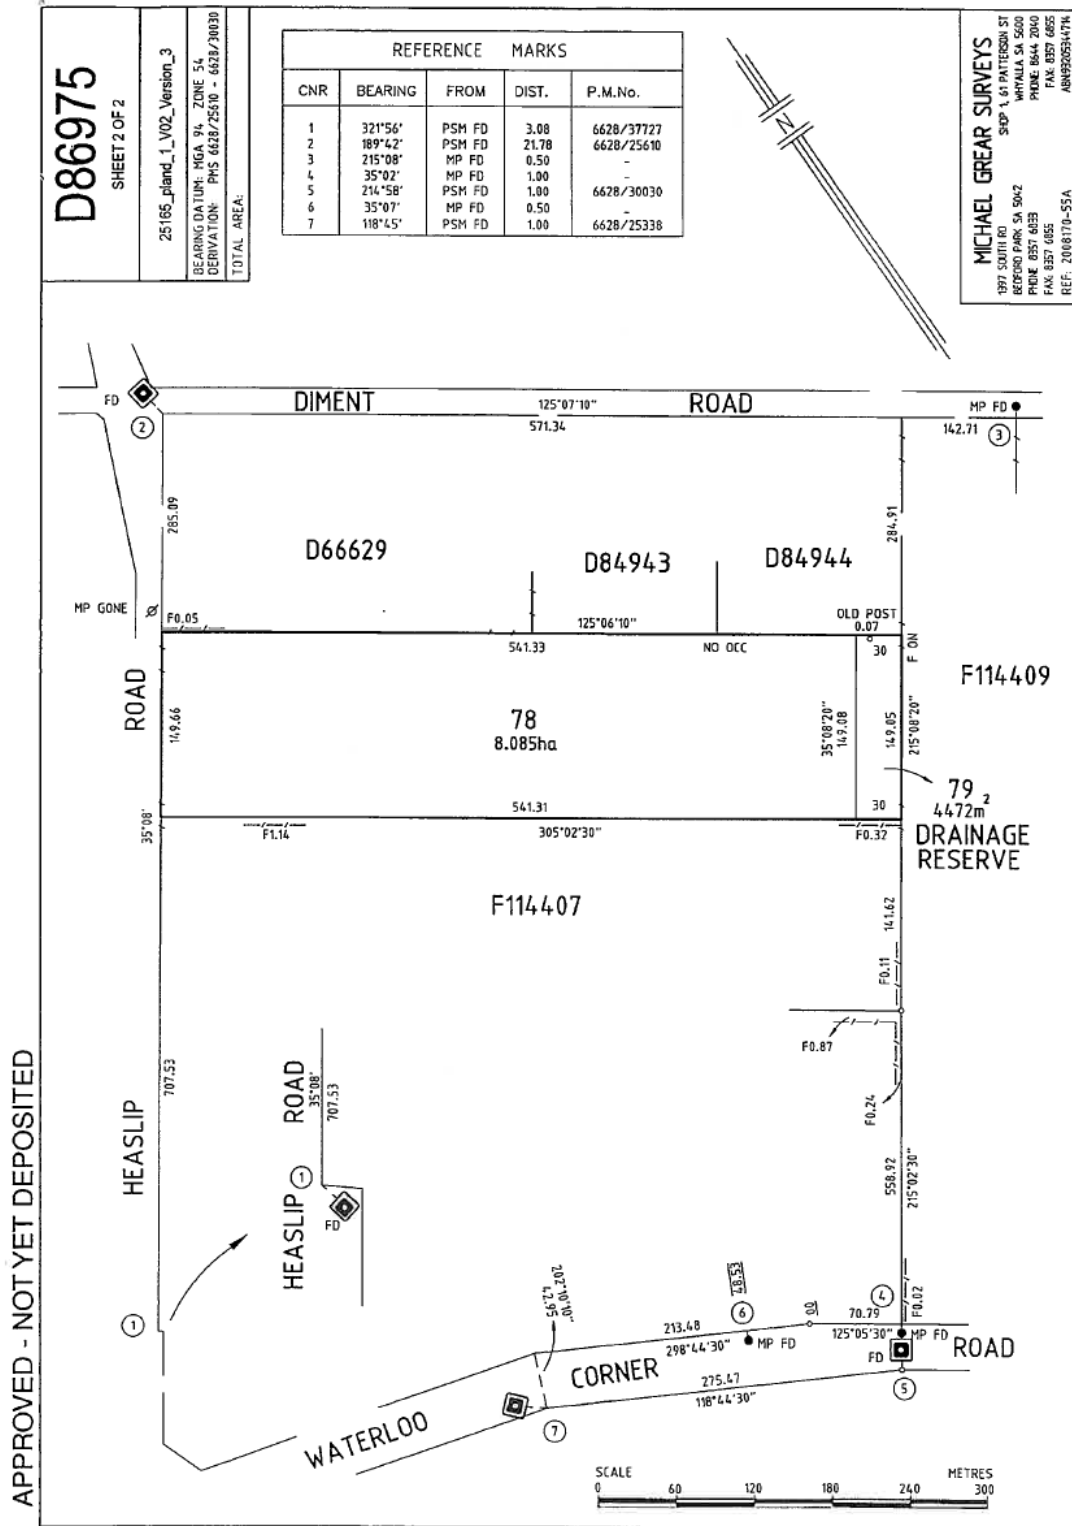 D86975
SHEET 2 OF 2
25165_pland_1_V02_Version_3
BEARING DATUM: MGA 94 ZONE 54
DERIVATION: PMS 6628/25610 - 6628/30030
TOTAL AREA:
REFERENCE MARKS
CNR BEARING FROM DIST. P.M.No.
1 321°56' PSM FD 3.08 6628/37727
2 189°42' PSM FD 21.78 6628/25610
3 215°08' MP FD 0.50 -
4 35°02' MP FD 1.00 -
5 214°58' PSM FD 1.00 6628/30030
6 35°07' MP FD 0.50 -
7 118°45' PSM FD 1.00 6628/25338
N
MICHAEL GREAR SURVEYS
1397 SOUTH RD
BEDFORD PARK SA 5042
PHONE 8357 6833
FAX: 8357 6855
SHOP 1, 61 PATTERSON ST
WHYALLA SA 5600
PHONE: 8644 2040
FAX: 8357 6855
ABN93205344714
REF: 2008170-55A
FD
2
DIMENT ROAD
125°07'10"
571.34
MP FD
142.71
3
285.09
284.91
D66629
D84943
D84944
MP GONE
F0.05
125°06'10"
OLD POST
0.07
541.33
NO OCC
30
F ON
F114409
ROAD
149.66
78
8.085ha
35°08'20"
149.08
149.05
215°08'20"
79
4472m²
DRAINAGE
RESERVE
541.31
30
35°08'
F1.14
305°02'30"
F0.32
F114407
141.62
F0.11
F0.87
F0.24
707.53
HEASLIP
ROAD
35°08'
707.53
1
HEASLIP
FD
558.92
215°02'30"
1
202°10'10"
42.95
48.53
6
00
4
F0.02
70.79
213.48
298°44'30"
MP FD
125°05'30"
MP FD
FD
ROAD
CORNER
275.47
118°44'30"
5
7
WATERLOO
SCALE METRES
0 60 120 180 240 300
APPROVED - NOT YET DEPOSITED